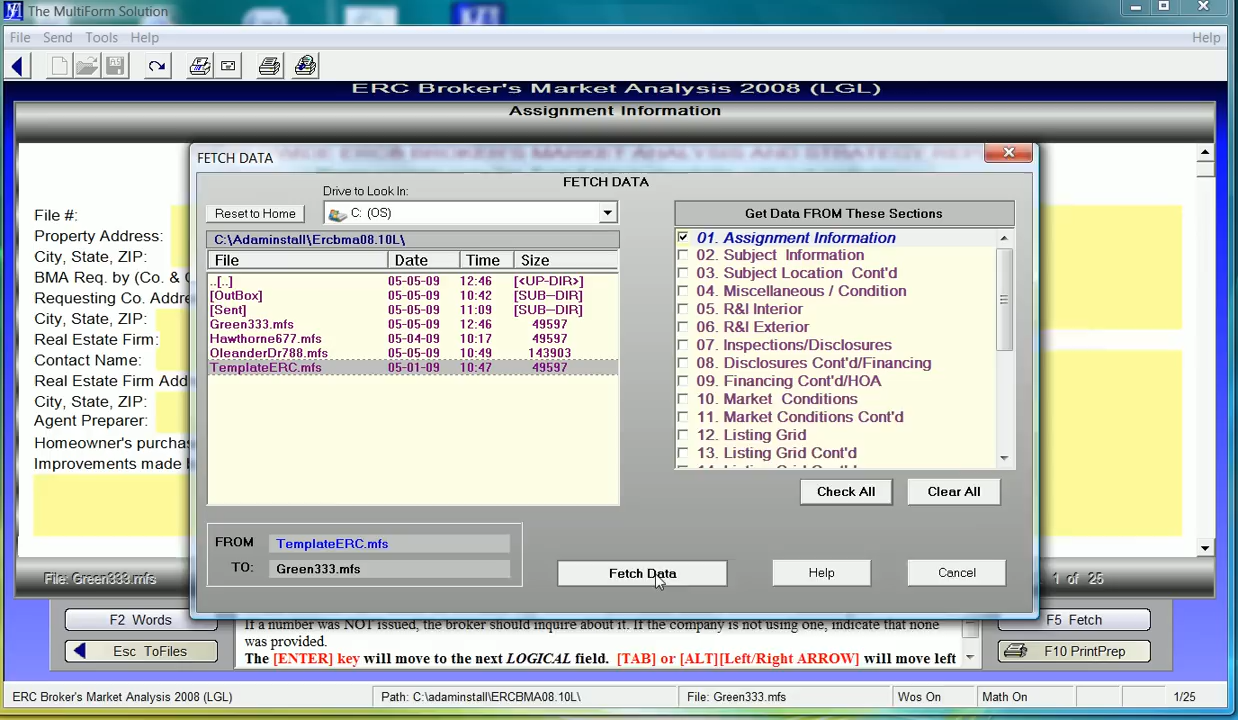 The MultiForm Solution
File Send Tools Help Help
ERC Broker's Market Analysis 2008 (LGL)
Assignment Information
FETCH DATA
FETCH DATA
Drive to Look In:
Reset to Home
C: (OS)
C:\Adaminstall\Ercbma08.10L\
File Date Time Size
..[..] 05-05-09 12:46 [<UP-DIR>]
[OutBox] 05-05-09 10:42 [SUB-DIR]
[Sent] 05-05-09 11:09 [SUB-DIR]
Green333.mfs 05-05-09 12:46 49597
Hawthorne677.mfs 05-04-09 10:17 49597
OleanderDr788.mfs 05-05-09 10:49 143903
TemplateERC.mfs 05-01-09 10:47 49597
Get Data FROM These Sections
01. Assignment Information
02. Subject Information
03. Subject Location Cont'd
04. Miscellaneous / Condition
05. R&I Interior
06. R&I Exterior
07. Inspections/Disclosures
08. Disclosures Cont'd/Financing
09. Financing Cont'd/HOA
10. Market Conditions
11. Market Conditions Cont'd
12. Listing Grid
13. Listing Grid Cont'd
Check All Clear All
FROM TemplateERC.mfs
TO: Green333.mfs
Fetch Data Help Cancel
File #:
Property Address:
City, State, ZIP:
BMA Req. by (Co. & C
Requesting Co. Addre
City, State, ZIP:
Real Estate Firm:
Contact Name:
Real Estate Firm Add
City, State, ZIP:
Agent Preparer:
Homeowner's purchas
Improvements made b
File: Green333.mfs
1 of 25
F2 Words
Esc ToFiles
If a number was NOT issued, the broker should inquire about it. If the company is not using one, indicate that none
was provided.
The [ENTER] key will move to the next LOGICAL field. [TAB] or [ALT][Left/Right ARROW] will move left
F5 Fetch
F10 PrintPrep
ERC Broker's Market Analysis 2008 (LGL) Path: C:\adaminstall\ERCBMA08.10L\ File: Green333.mfs Wos On Math On 1/25